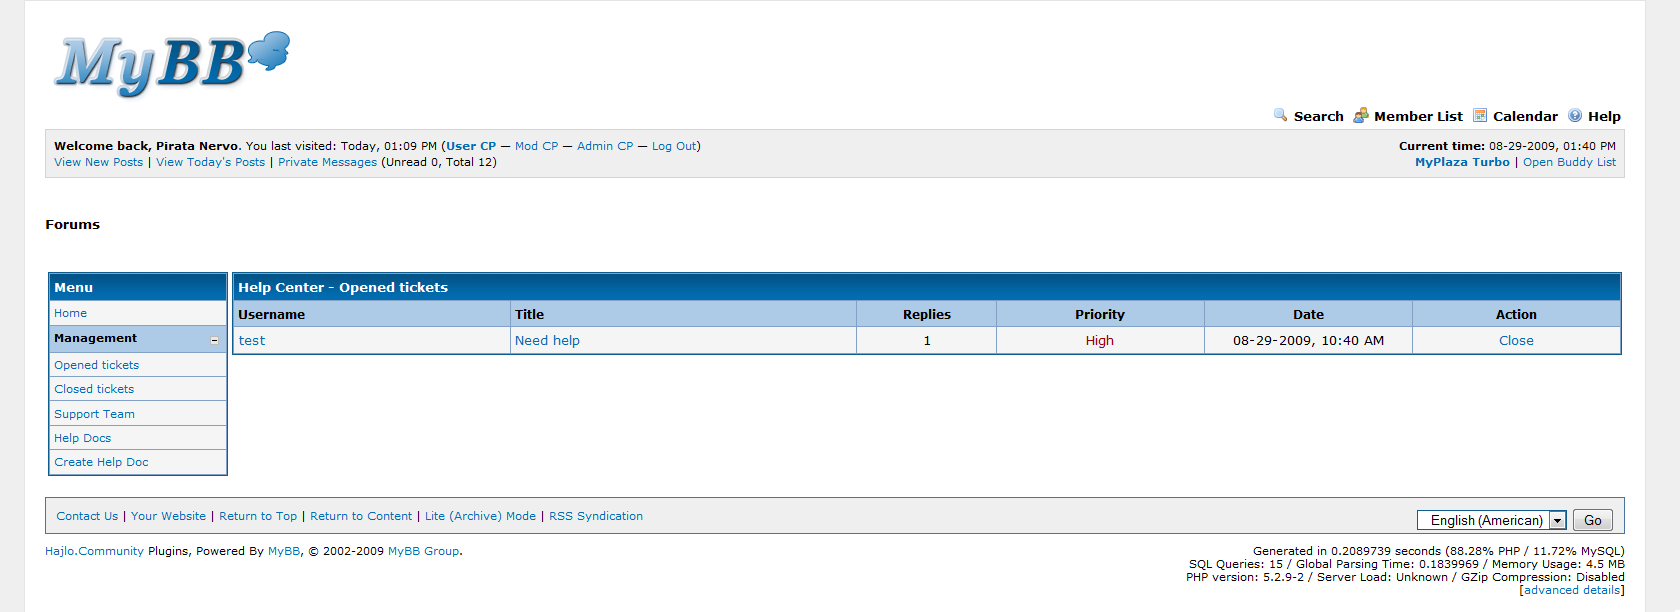 MyBB
Search Member List Calendar Help
Welcome back, Pirata Nervo. You last visited: Today, 01:09 PM (User CP — Mod CP — Admin CP — Log Out)
Current time: 08-29-2009, 01:40 PM
View New Posts | View Today's Posts | Private Messages (Unread 0, Total 12)
MyPlaza Turbo | Open Buddy List
Forums
Menu
Home
Management
Opened tickets
Closed tickets
Support Team
Help Docs
Create Help Doc
Help Center - Opened tickets
Username Title Replies Priority Date Action
test Need help 1 High 08-29-2009, 10:40 AM Close
Contact Us | Your Website | Return to Top | Return to Content | Lite (Archive) Mode | RSS Syndication
English (American) Go
Hajlo.Community Plugins, Powered By MyBB, © 2002-2009 MyBB Group.
Generated in 0.2089739 seconds (88.28% PHP / 11.72% MySQL)
SQL Queries: 15 / Global Parsing Time: 0.1839969 / Memory Usage: 4.5 MB
PHP version: 5.2.9-2 / Server Load: Unknown / GZip Compression: Disabled
[advanced details]